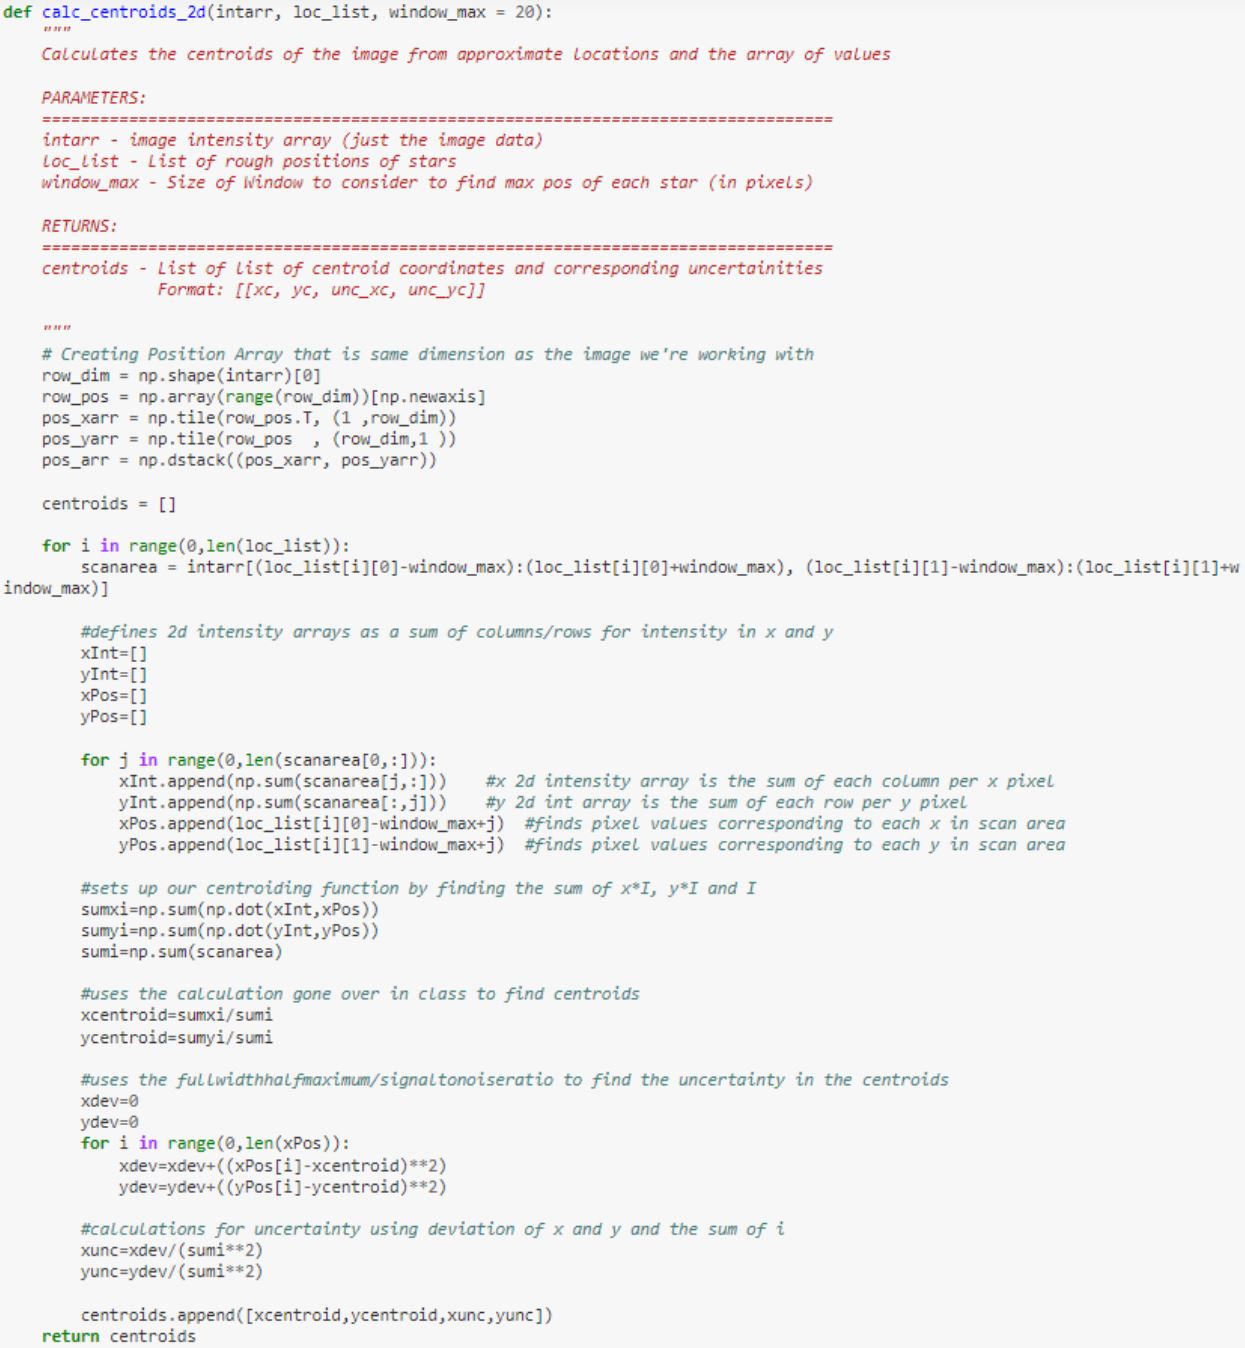 def calc_centroids_2d(intarr, loc_list, window_max = 20):
    """
    Calculates the centroids of the image from approximate locations and the array of values

    PARAMETERS:
    ==================================================================================
    intarr - image intensity array (just the image data)
    loc_list - List of rough positions of stars
    window_max - Size of Window to consider to find max pos of each star (in pixels)

    RETURNS:
    ==================================================================================
    centroids - List of list of centroid coordinates and corresponding uncertainities
                Format: [[xc, yc, unc_xc, unc_yc]]

    """
    # Creating Position Array that is same dimension as the image we're working with
    row_dim = np.shape(intarr)[0]
    row_pos = np.array(range(row_dim))[np.newaxis]
    pos_xarr = np.tile(row_pos.T, (1 ,row_dim))
    pos_yarr = np.tile(row_pos  , (row_dim,1 ))
    pos_arr = np.dstack((pos_xarr, pos_yarr))

    centroids = []

    for i in range(0,len(loc_list)):
        scanarea = intarr[(loc_list[i][0]-window_max):(loc_list[i][0]+window_max), (loc_list[i][1]-window_max):(loc_list[i][1]+w
indow_max)]

        #defines 2d intensity arrays as a sum of columns/rows for intensity in x and y
        xInt=[]
        yInt=[]
        xPos=[]
        yPos=[]

        for j in range(0,len(scanarea[0,:])):
            xInt.append(np.sum(scanarea[j,:]))    #x 2d intensity array is the sum of each column per x pixel
            yInt.append(np.sum(scanarea[:,j]))    #y 2d int array is the sum of each row per y pixel
            xPos.append(loc_list[i][0]-window_max+j)  #finds pixel values corresponding to each x in scan area
            yPos.append(loc_list[i][1]-window_max+j)  #finds pixel values corresponding to each y in scan area

        #sets up our centroiding function by finding the sum of x*I, y*I and I
        sumxi=np.sum(np.dot(xInt,xPos))
        sumyi=np.sum(np.dot(yInt,yPos))
        sumi=np.sum(scanarea)

        #uses the calculation gone over in class to find centroids
        xcentroid=sumxi/sumi
        ycentroid=sumyi/sumi

        #uses the fullwidthhalfmaximum/signaltonoiseratio to find the uncertainty in the centroids
        xdev=0
        ydev=0
        for i in range(0,len(xPos)):
            xdev=xdev+((xPos[i]-xcentroid)**2)
            ydev=ydev+((yPos[i]-ycentroid)**2)

        #calculations for uncertainty using deviation of x and y and the sum of i
        xunc=xdev/(sumi**2)
        yunc=ydev/(sumi**2)

        centroids.append([xcentroid,ycentroid,xunc,yunc])
    return centroids